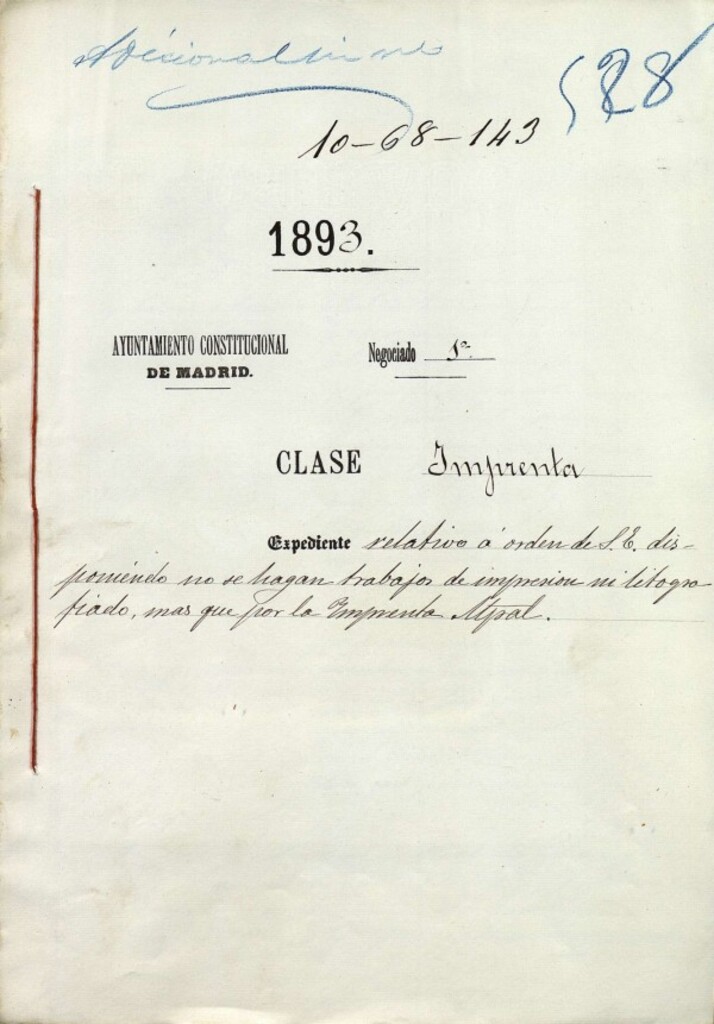 528
10-68-143
1893.
AYUNTAMIENTO CONSTITUCIONAL
DE MADRID.
Negociado 1º
CLASE Imprenta
Expediente relativo á orden de S.E. dis-
poniendo no se hagan trabajos de impresion ni litogra
fiado, mas que por la Imprenta Mpal.